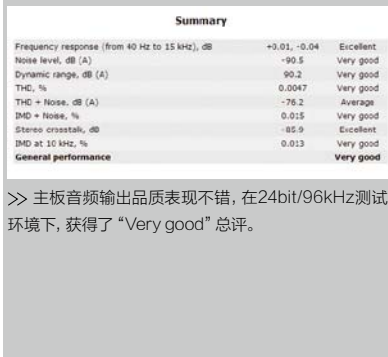 Summary
Frequency response (from 40 Hz to 15 kHz), dB +0.01, -0.04 Excellent
Noise level, dB (A) -90.5 Very good
Dynamic range, dB (A) 90.2 Very good
THD, % 0.0047 Very good
THD + Noise, dB (A) -76.2 Average
IMD + Noise, % 0.015 Very good
Stereo crosstalk, dB -85.9 Excellent
IMD at 10 kHz, % 0.013 Very good
General performance Very good
>> 主板音频输出品质表现不错，在24bit/96kHz测试
环境下，获得了“Very good”总评。